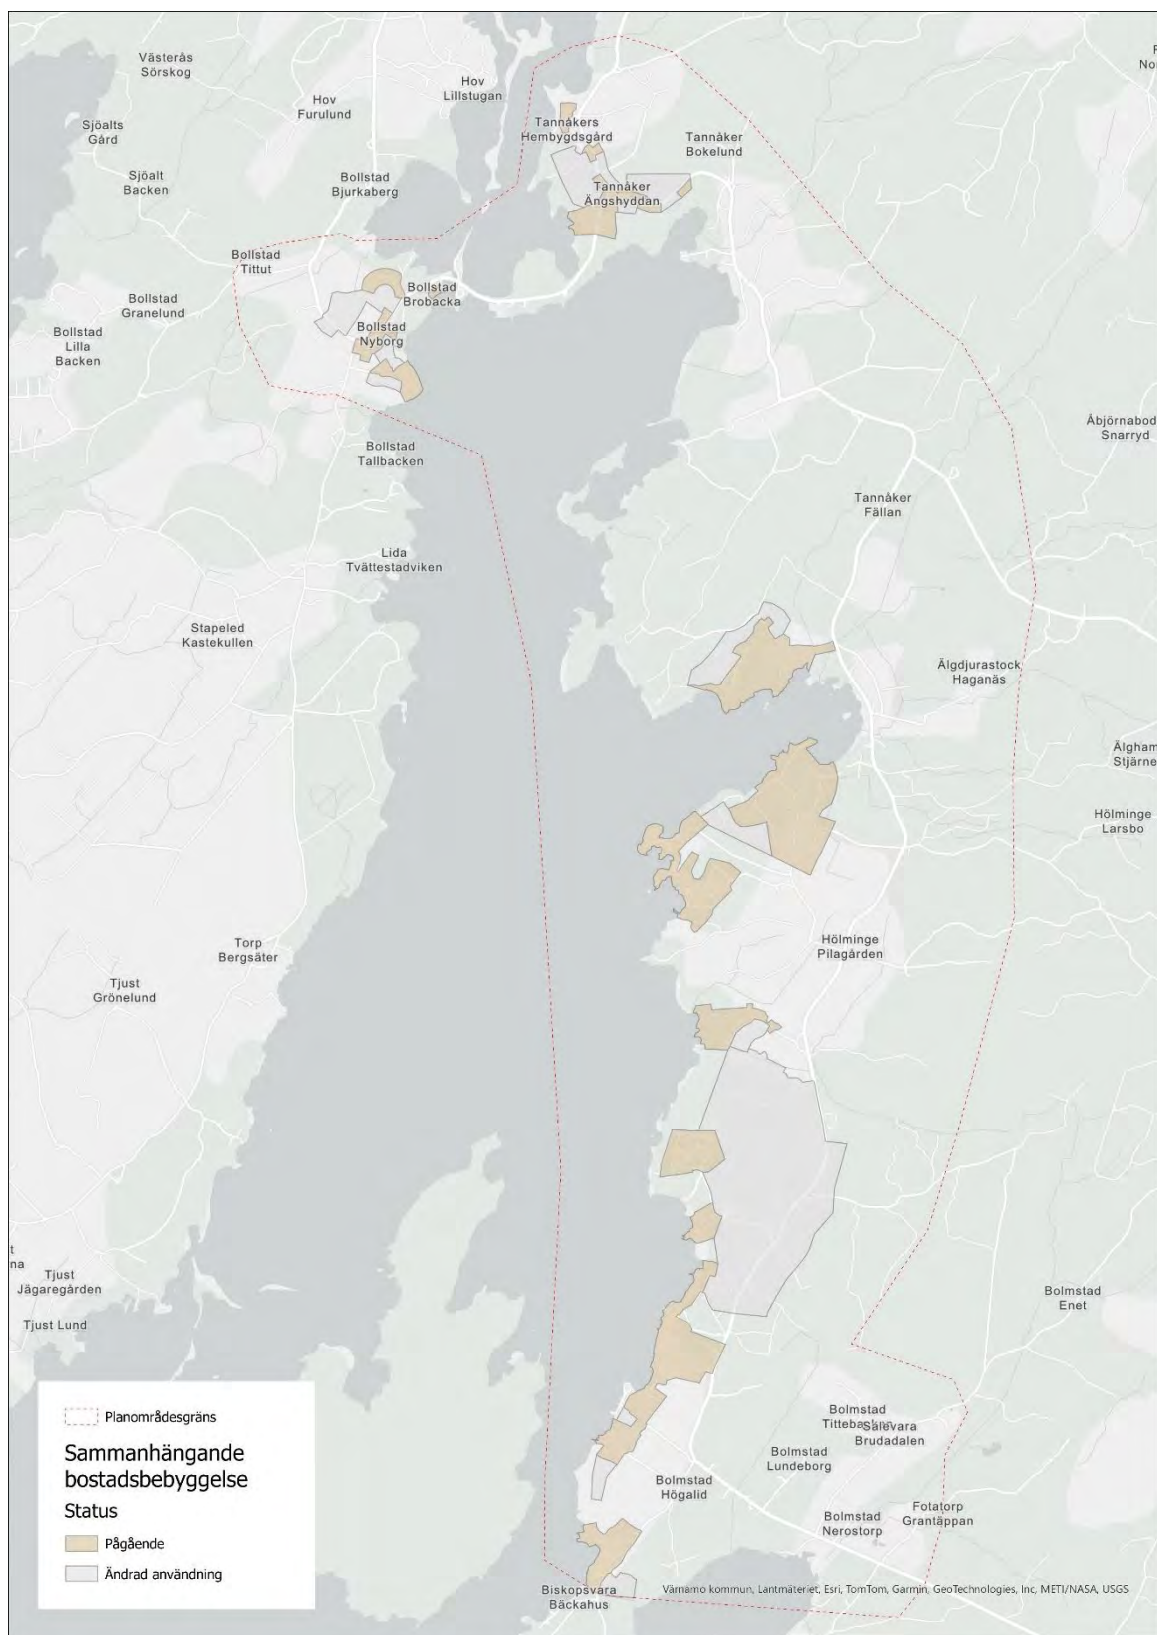 Västerås
Sörskog
Hov
Lillstugan
Hov
Furulund
Sjöalts
Gård
Tannåkers
Hembygdsgård
Tannåker
Bokelund
Sjöalt
Backen
Bollstad
Bjurkaberg
Tannåker
Ängshyddan
Bollstad
Tittut
Bollstad
Brobacka
Bollstad
Granelund
Bollstad
Nyborg
Bollstad
Lilla
Backen
Åbjörnabod
Snarryd
Bollstad
Tallbacken
Tannåker
Fällan
Lida
Tvättestadviken
Stapeled
Kastekullen
Älgdjurastock
Haganäs
Älgham
Stjärne
Hölminge
Larsbo
Hölminge
Pilagården
Torp
Bergsäter
Tjust
Grönelund
Tjust
Jägaregården
Tjust Lund
Bolmstad
Enet
Bolmstad
Sälevara
Brudadalen
Bolmstad
Lundeborg
Bolmstad
Högalid
Fotatorp
Grantäppan
Bolmstad
Nerostorp
Biskopsvara
Bäckahus
Planområdesgräns
Sammanhängande
bostadsbebyggelse
Status
Pågående
Ändrad användning
Värnamo kommun, Lantmäteriet, Esri, TomTom, Garmin, GeoTechnologies, Inc, METI/NASA, USGS